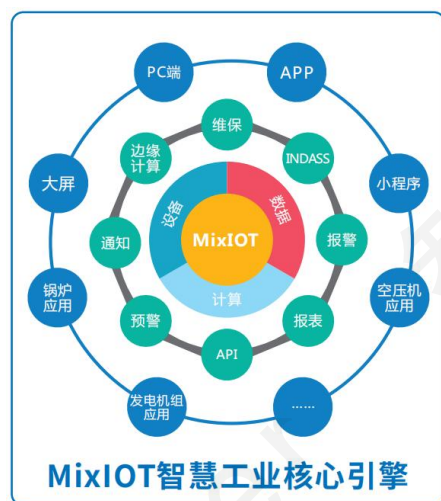 PC端
APP
大屏
小程序
锅炉
应用
空压机
应用
发电机组
应用
……
维保
边缘
计算
INDASS
通知
报警
预警
报表
API
设备
数据
计算
MixIOT
MixIOT智慧工业核心引擎